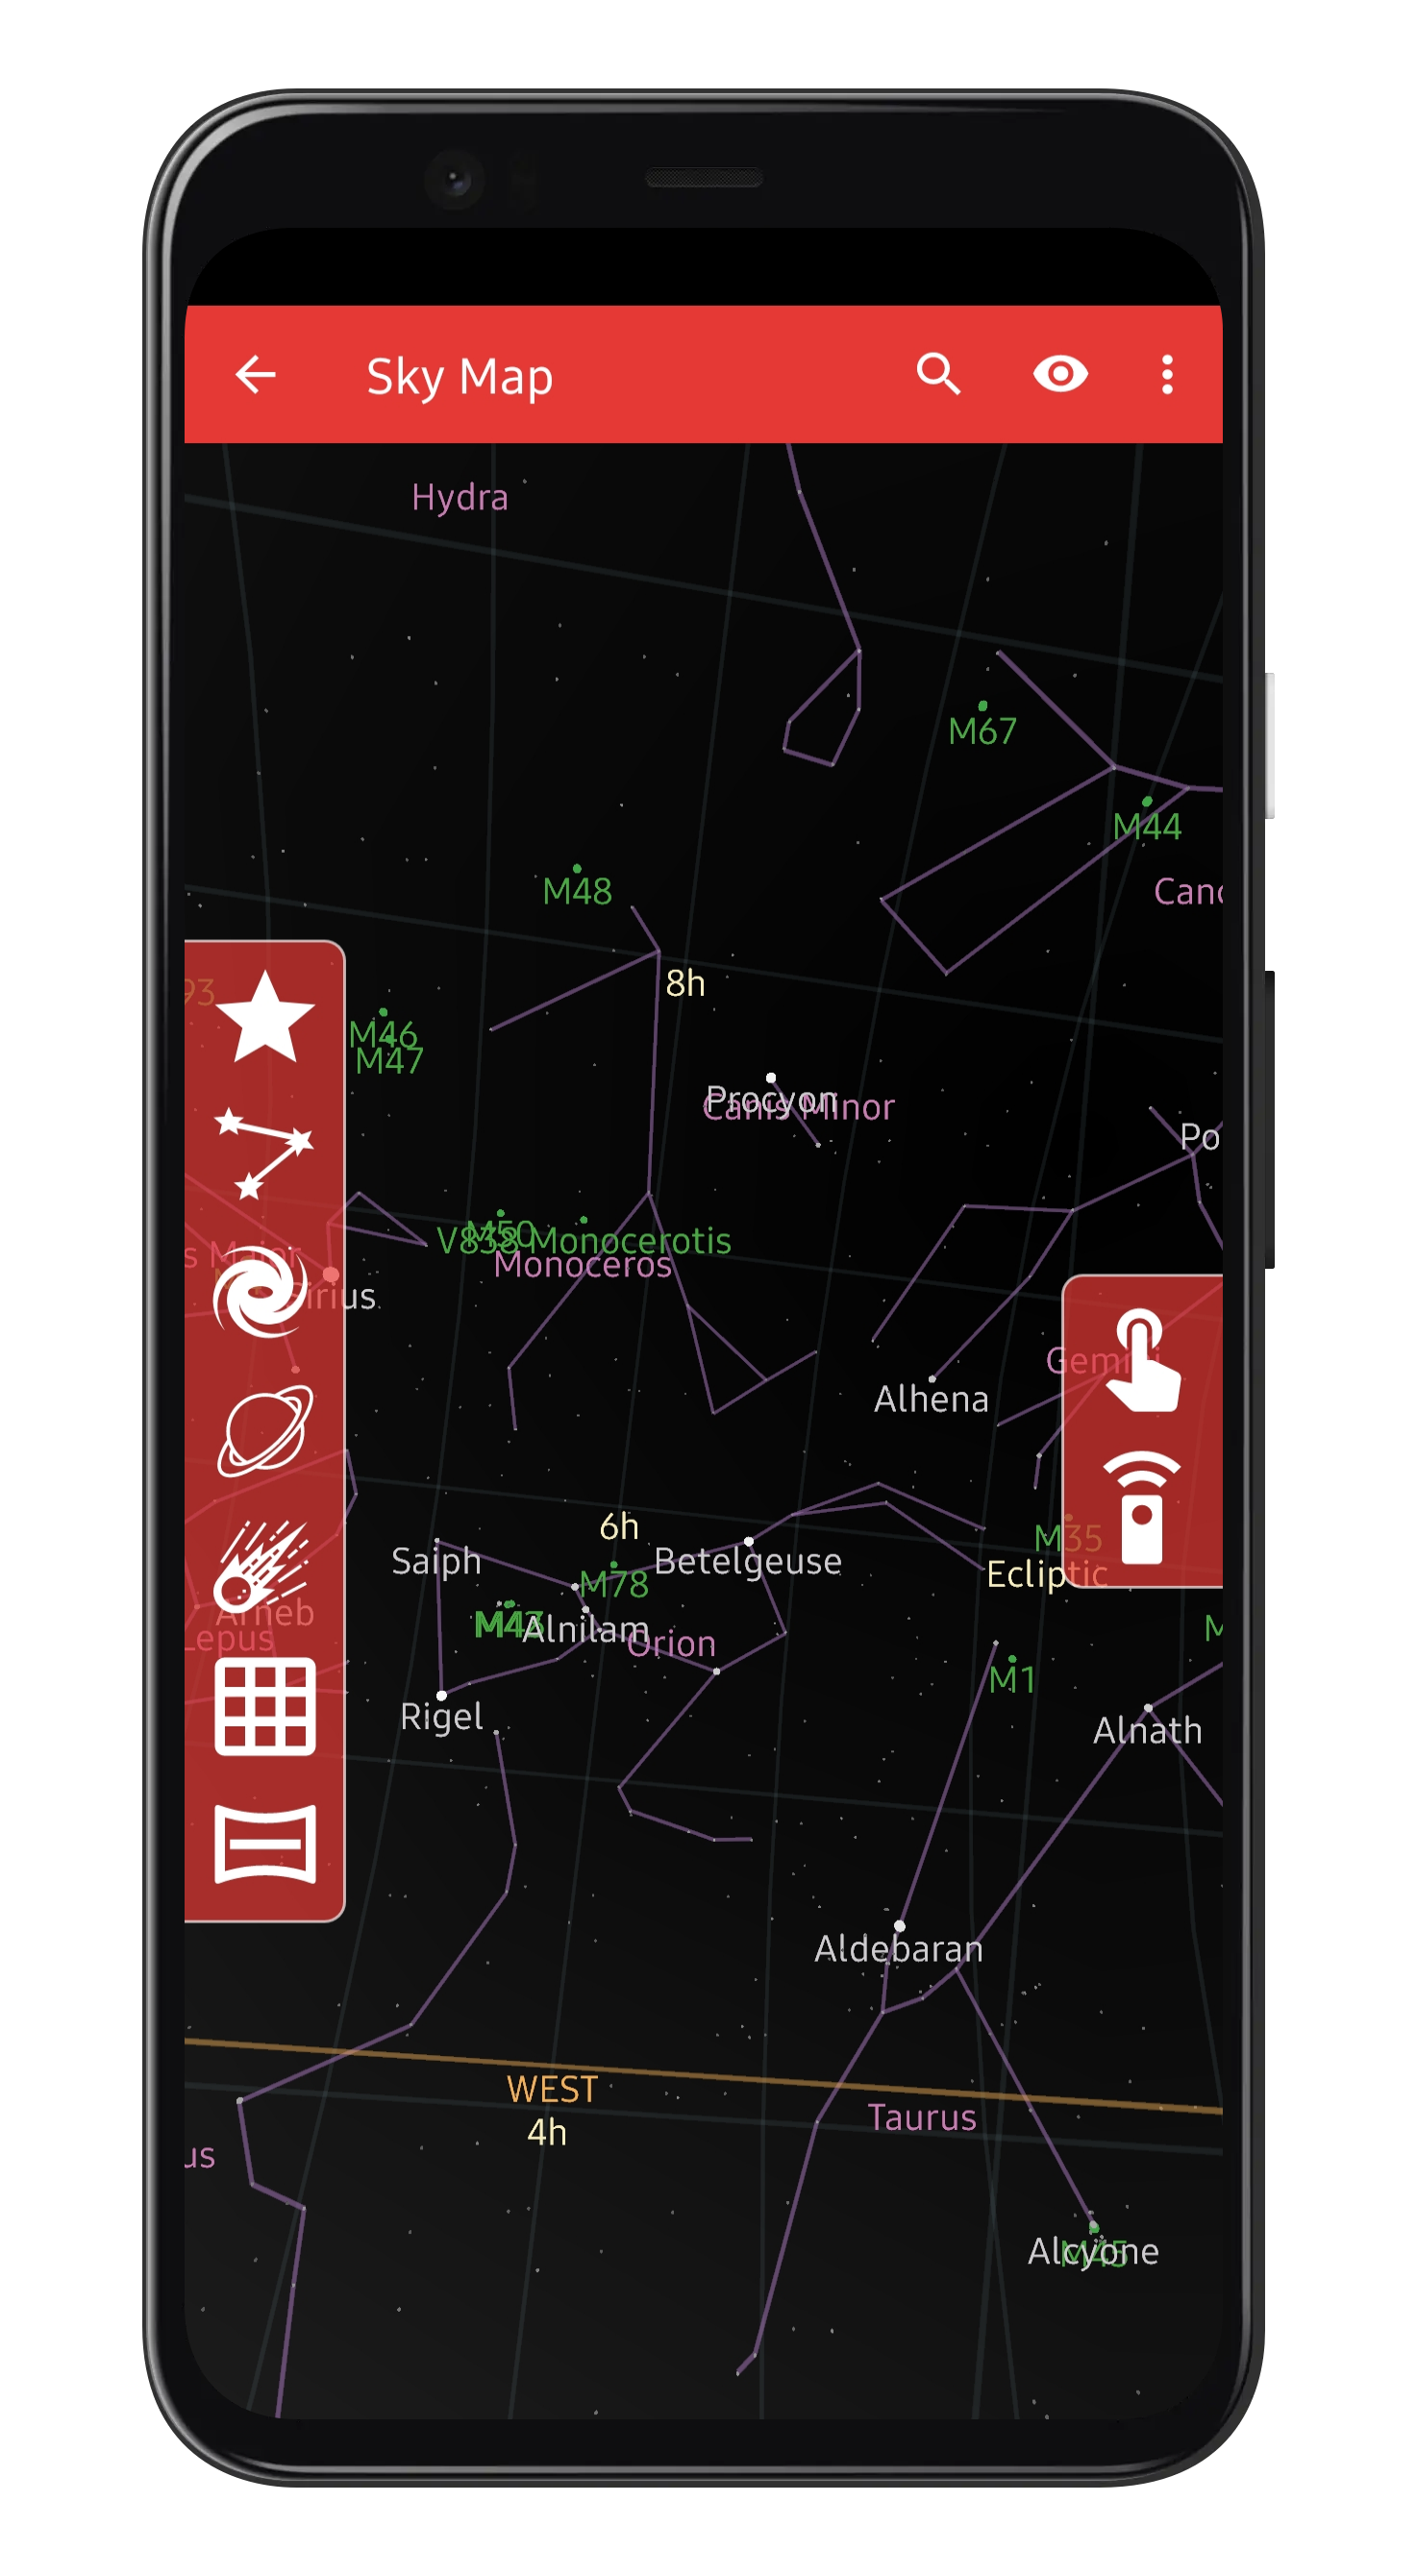 Sky Map
Hydra
M67
M44
Canc
M48
8h
93
M46
M47
Procyon
Canis Minor
Po
M50
V838 Monocerotis
Monoceros
s Major
Sirius
Gemini
Alhena
6h
M35
Saiph
Betelgeuse
Ecliptic
M78
Arneb
M43
Alnilam
Orion
Lepus
M1
Rigel
Alnath
Aldebaran
WEST
Taurus
4h
us
Alcyone
M45